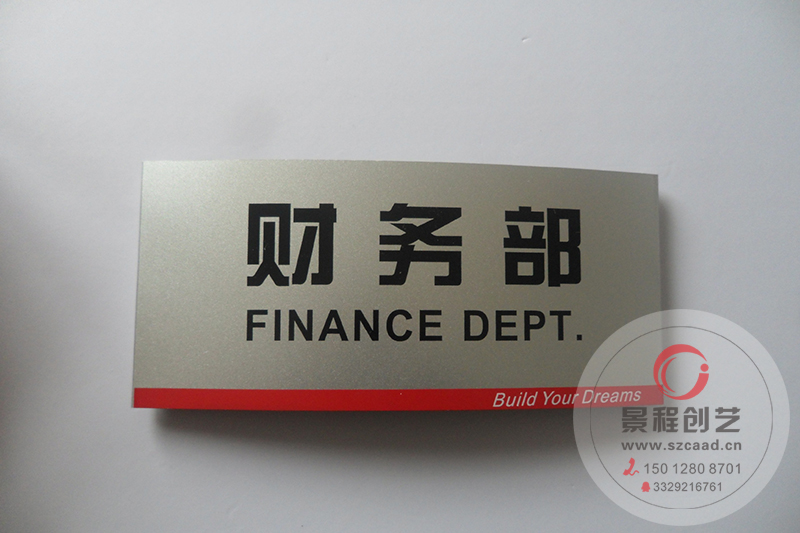 财务部
FINANCE DEPT.
Build Your Dreams
景程创艺
www.szcaad.cn
150 1280 8701
3329216761